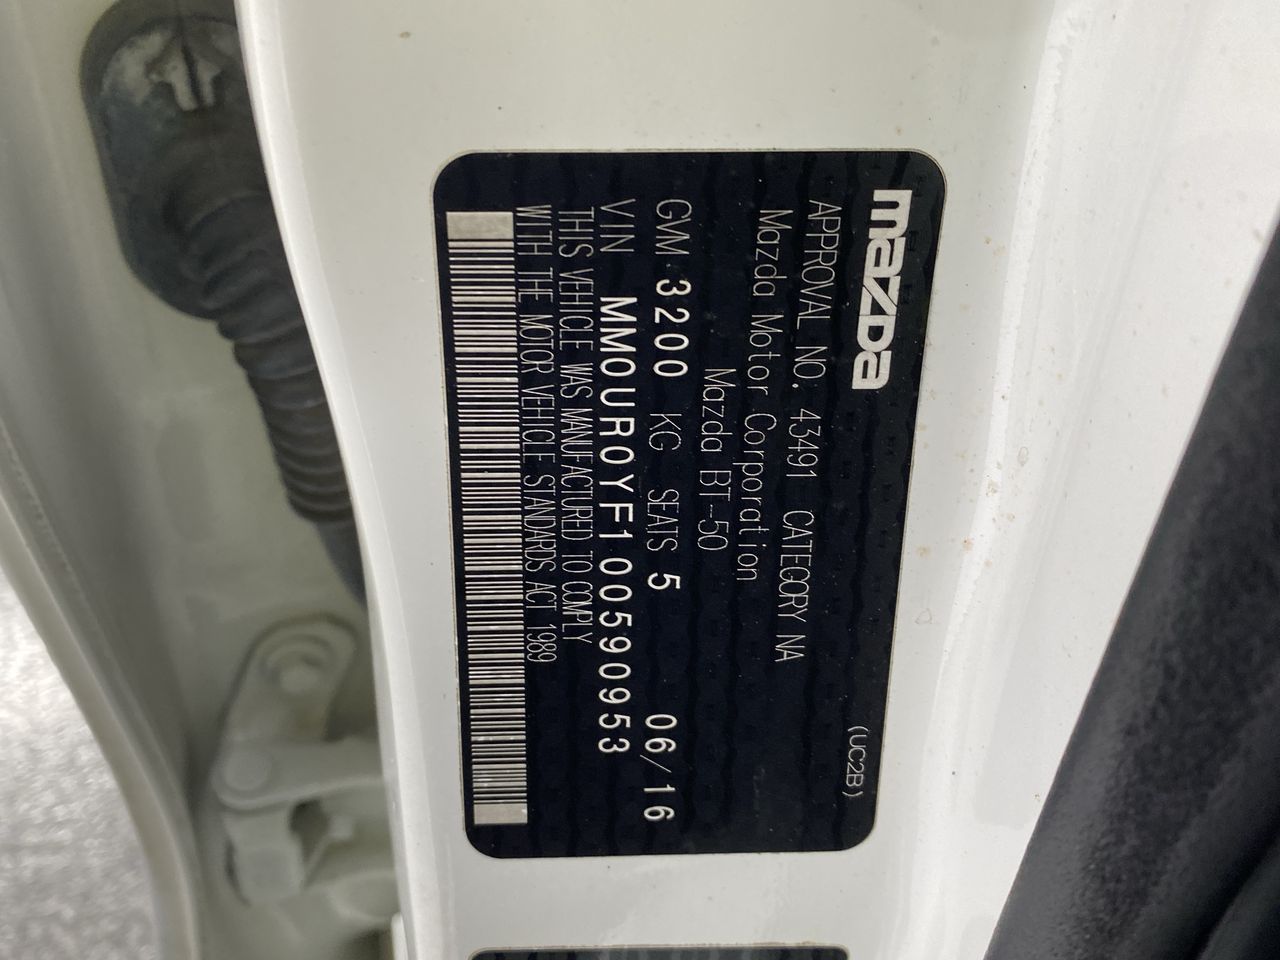 mazda
(UC2B)
APPROVAL NO. 43491 CATEGORY NA
Mazda Motor Corporation
Mazda BT-50
GVM 3200 KG SEATS 5 06/16
VIN MM0UR0YF100590953
THIS VEHICLE WAS MANUFACTURED TO COMPLY
WITH THE MOTOR VEHICLE STANDARDS ACT 1989